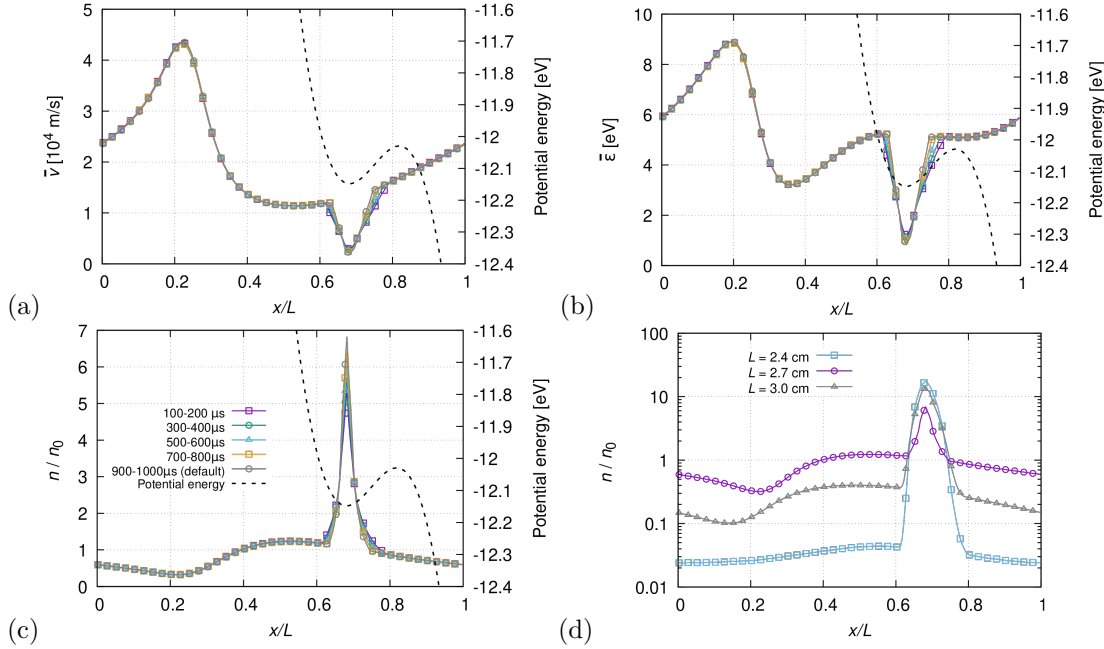 5
4
3
2
1
0
v̄ [10⁴ m/s]
-11.6
-11.7
-11.8
-11.9
-12
-12.1
-12.2
-12.3
-12.4
Potential energy [eV]
0 0.2 0.4 0.6 0.8 1
x/L
(a)
10
8
6
4
2
0
ε̄ [eV]
-11.6
-11.7
-11.8
-11.9
-12
-12.1
-12.2
-12.3
-12.4
Potential energy [eV]
0 0.2 0.4 0.6 0.8 1
x/L
(b)
7
6
5
4
3
2
1
0
n / n₀
100-200 µs
300-400µs
500-600µs
700-800µs
900-1000µs (default)
Potential energy
-11.6
-11.7
-11.8
-11.9
-12
-12.1
-12.2
-12.3
-12.4
Potential energy [eV]
0 0.2 0.4 0.6 0.8 1
x/L
(c)
100
10
1
0.1
0.01
n / n₀
L = 2.4 cm
L = 2.7 cm
L = 3.0 cm
0 0.2 0.4 0.6 0.8 1
x/L
(d)